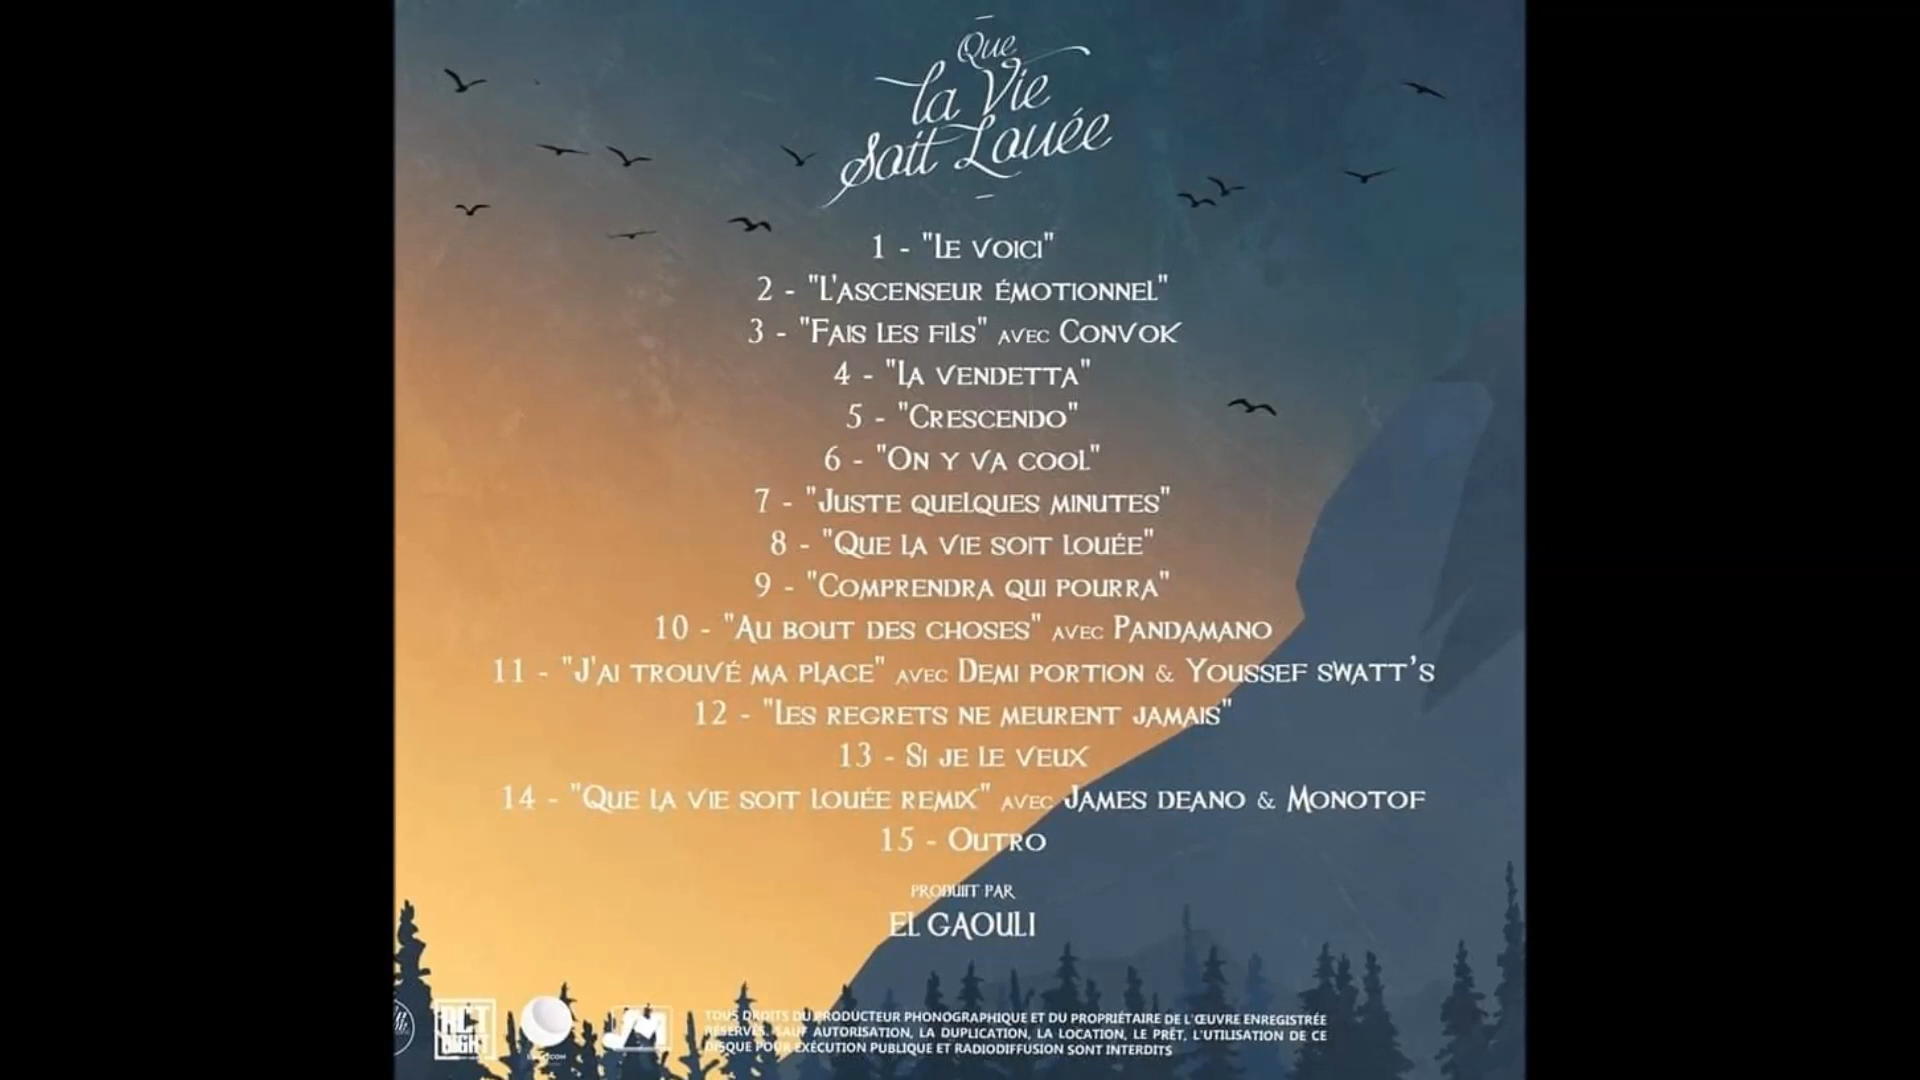 Que
la Vie
Soit Louée
1 - "Le voici"
2 - "L'ascenseur émotionnel"
3 - "Fais les fils" avec Convok
4 - "La vendetta"
5 - "Crescendo"
6 - "On y va cool"
7 - "Juste quelques minutes"
8 - "Que la vie soit louée"
9 - "Comprendra qui pourra"
10 - "Au bout des choses" avec Pandamano
11 - "J'ai trouvé ma place" avec Demi portion & Youssef swatt's
12 - "Les regrets ne meurent jamais"
13 - Si je le veux
14 - "Que la vie soit louée remix" avec James deano & Monotof
15 - Outro
PRODUIT PAR
EL GAOULI
TOUS DROITS DU PRODUCTEUR PHONOGRAPHIQUE ET DU PROPRIÉTAIRE DE L'ŒUVRE ENREGISTRÉE
RÉSERVÉS, SAUF AUTORISATION, LA DUPLICATION, LA LOCATION, LE PRÊT, L'UTILISATION DE CE
DISQUE POUR EXÉCUTION PUBLIQUE ET RADIODIFFUSION SONT INTERDITS